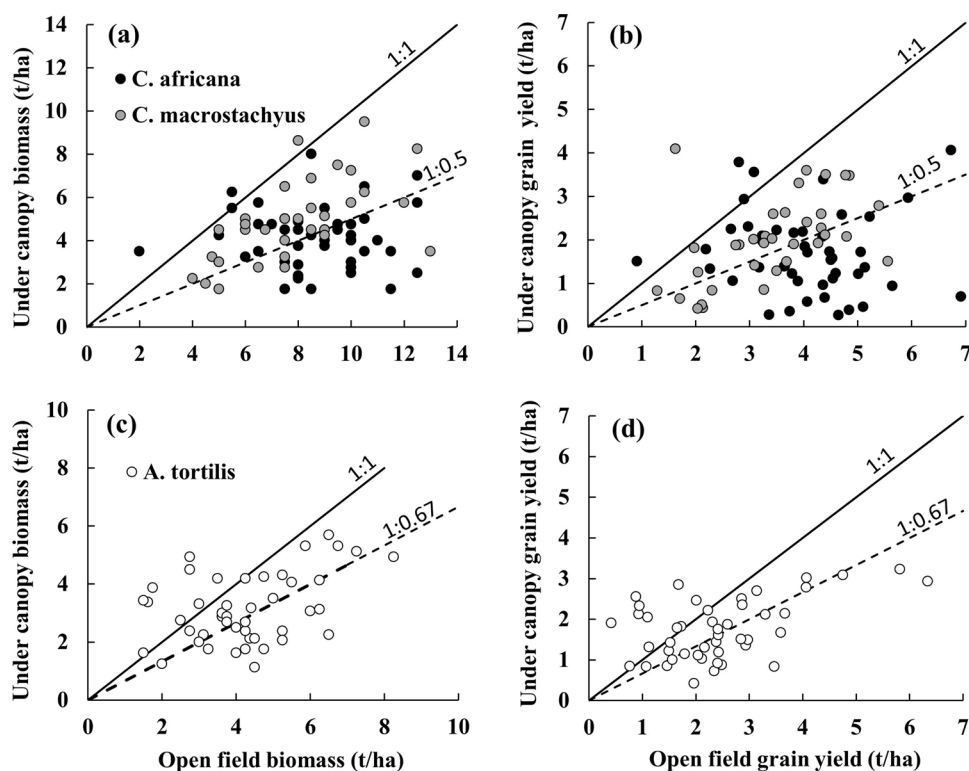 (a)
1:1
C. africana
C. macrostachyus
1:0.5
Under canopy biomass (t/ha)
14
12
10
8
6
4
2
0
0 2 4 6 8 10 12 14
(b)
1:1
1:0.5
Under canopy grain yield (t/ha)
7
6
5
4
3
2
1
0
0 1 2 3 4 5 6 7
(c)
1:1
A. tortilis
1:0.67
Under canopy biomass (t/ha)
10
8
6
4
2
0
0 2 4 6 8 10
Open field biomass (t/ha)
(d)
1:1
1:0.67
Under canopy grain yield (t/ha)
7
6
5
4
3
2
1
0
0 1 2 3 4 5 6 7
Open field grain yield (t/ha)